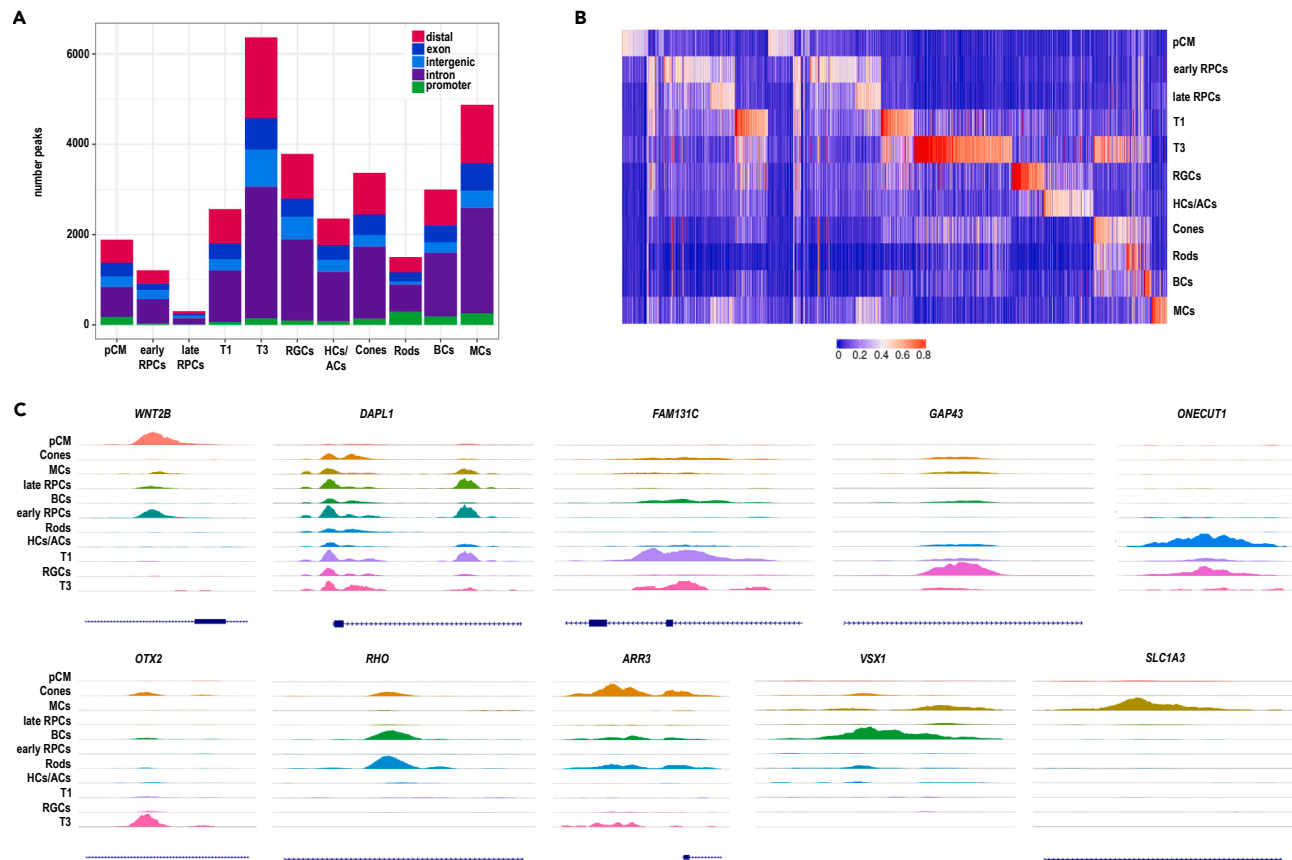 A
number peaks
6000
4000
2000
0
distal
exon
intergenic
intron
promoter
pCM
early
RPCs
late
RPCs
T1
T3
RGCs
HCs/
ACs
Cones
Rods
BCs
MCs
B
pCM
early RPCs
late RPCs
T1
T3
RGCs
HCs/ACs
Cones
Rods
BCs
MCs
0 0.2 0.4 0.6 0.8
C
WNT2B DAPL1 FAM131C GAP43 ONECUT1
pCM
Cones
MCs
late RPCs
BCs
early RPCs
Rods
HCs/ACs
T1
RGCs
T3
OTX2 RHO ARR3 VSX1 SLC1A3
pCM
Cones
MCs
late RPCs
BCs
early RPCs
Rods
HCs/ACs
T1
RGCs
T3